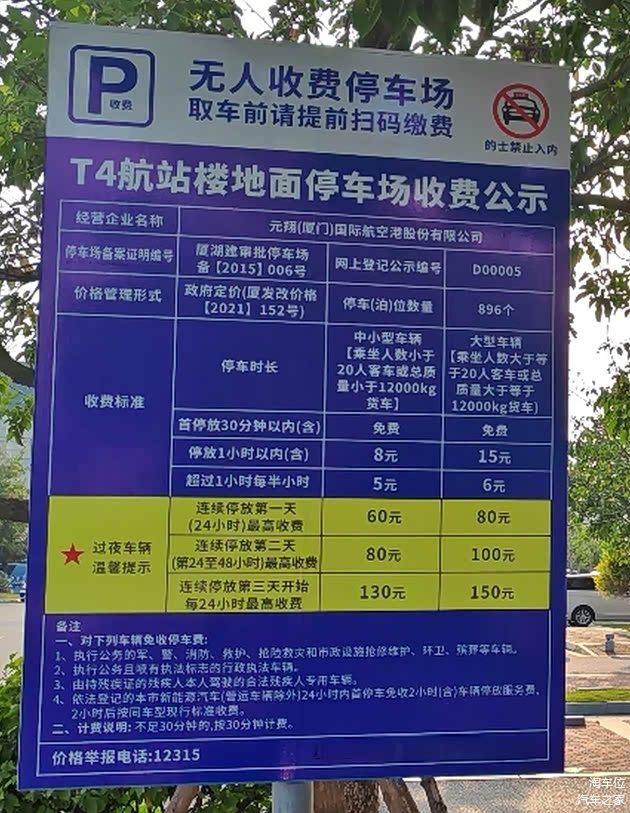 P
收费
无人收费停车场
取车前请提前扫码缴费
的士禁止入内
T4航站楼地面停车场收费公示
经营企业名称 元翔(厦门)国际航空港股份有限公司
停车场备案证明编号 厦湖建审批停车场
备【2015】006号 网上登记公示编号 D00005
价格管理形式 政府定价(厦发改价格
【2021】152号) 停车(泊)位数量 896个
收费标准
停车时长
中小型车辆
【乘坐人数小于
20人客车或总质
量小于12000kg
货车】
大型车辆
【乘坐人数大于等
于20人客车或总
质量大于等于
12000kg货车)
首停放30分钟以内(含) 免费 免费
停放1小时以内(含) 8元 15元
超过1小时每半小时 5元 6元
★ 过夜车辆
温馨提示
连续停放第一天
(24小时)最高收费 60元 80元
连续停放第二天
(第24至48小时)最高收费 80元 100元
连续停放第三天开始
每24小时最高收费 130元 150元
备注
一、对下列车辆免收停车费:
1、执行公务的军、警、消防、救护、抢险救灾和市政设施抢修维护、环卫、殡葬等车辆。
2、执行公务且喷有执法标志的行政执法车辆。
3、由持残疾证的残疾人本人驾驶的合法残疾人专用车辆。
4、依法登记的本市新能源汽车(营运车辆除外)24小时内首停车免收2小时(含)车辆停放服务费,
2小时后按同车型现行标准收费。
二、计费说明:不足30分钟的,按30分钟计费。
价格举报电话:12315
淘车位
汽车之家